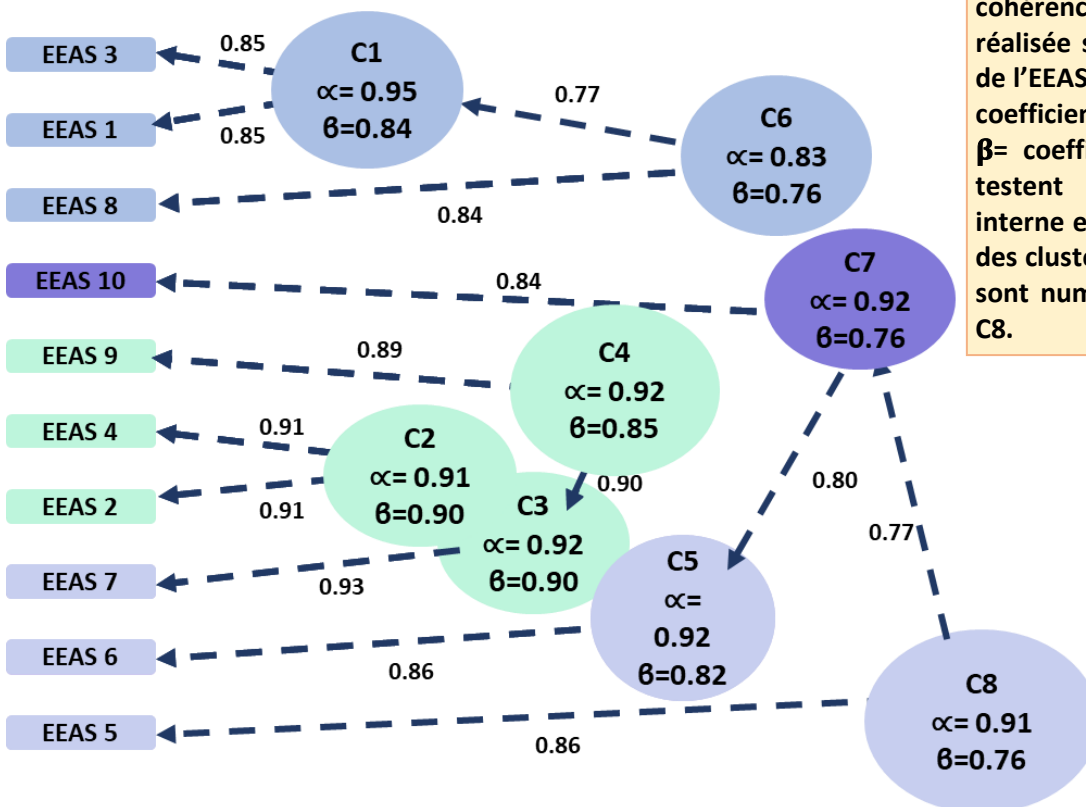 EEAS 3
EEAS 1
EEAS 8
EEAS 10
EEAS 9
EEAS 4
EEAS 2
EEAS 7
EEAS 6
EEAS 5
0.85
0.85
C1
∝= 0.95
β=0.84
0.77
0.84
C6
∝= 0.83
β=0.76
0.84
C7
∝= 0.92
β=0.76
0.89
C4
∝= 0.92
β=0.85
0.91
0.91
C2
∝= 0.91
β=0.90
0.90
C3
∝= 0.92
β=0.90
0.93
0.80
0.77
C5
∝=
0.92
β=0.82
0.86
C8
∝= 0.91
β=0.76
0.86
réalisée
de l'EEAS
β= coeffi
testent
interne e
des cluste
sont num
C8.